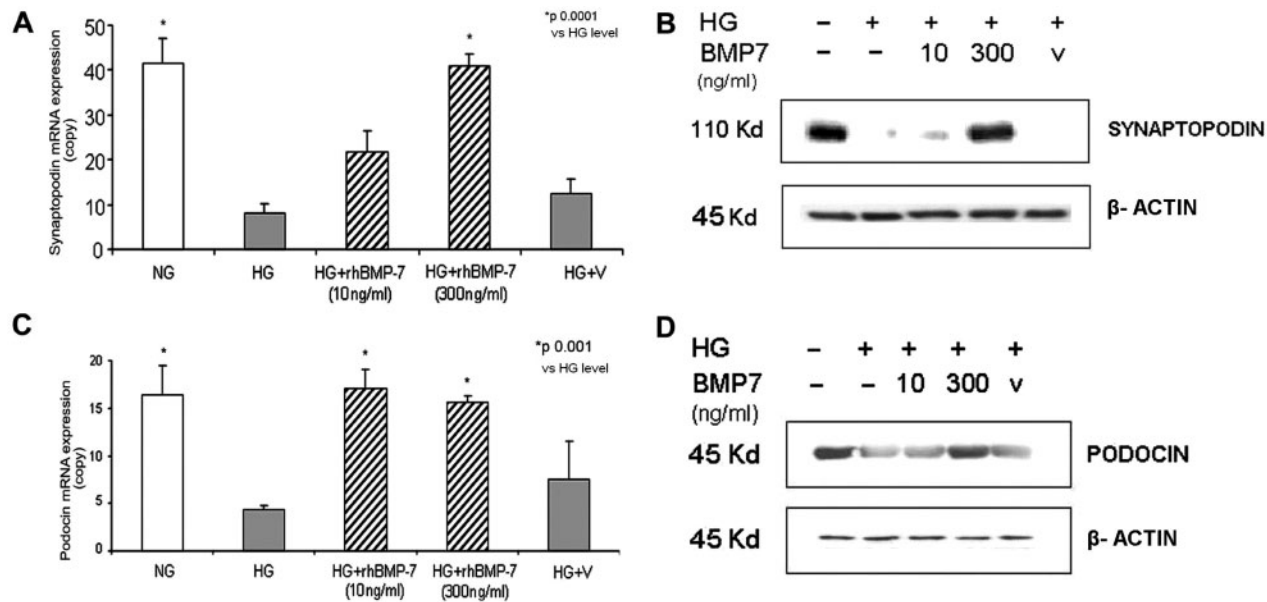 A
Synaptopodin mRNA expression
(copy)
50
40
30
20
10
0
*
*
*p 0.0001
vs HG level
NG
HG
HG+rhBMP-7
(10ng/ml)
HG+rhBMP-7
(300ng/ml)
HG+V
B
HG – + + + +
BMP7 – – 10 300 v
(ng/ml)
110 Kd
SYNAPTOPODIN
45 Kd
β- ACTIN
C
Podocin mRNA expression
(copy)
20
15
10
5
0
*
*
*
*p 0.001
vs HG level
NG
HG
HG+rhBMP-7
(10ng/ml)
HG+rhBMP-7
(300ng/ml)
HG+V
D
HG – + + + +
BMP7 – – 10 300 v
(ng/ml)
45 Kd
PODOCIN
45 Kd
β- ACTIN